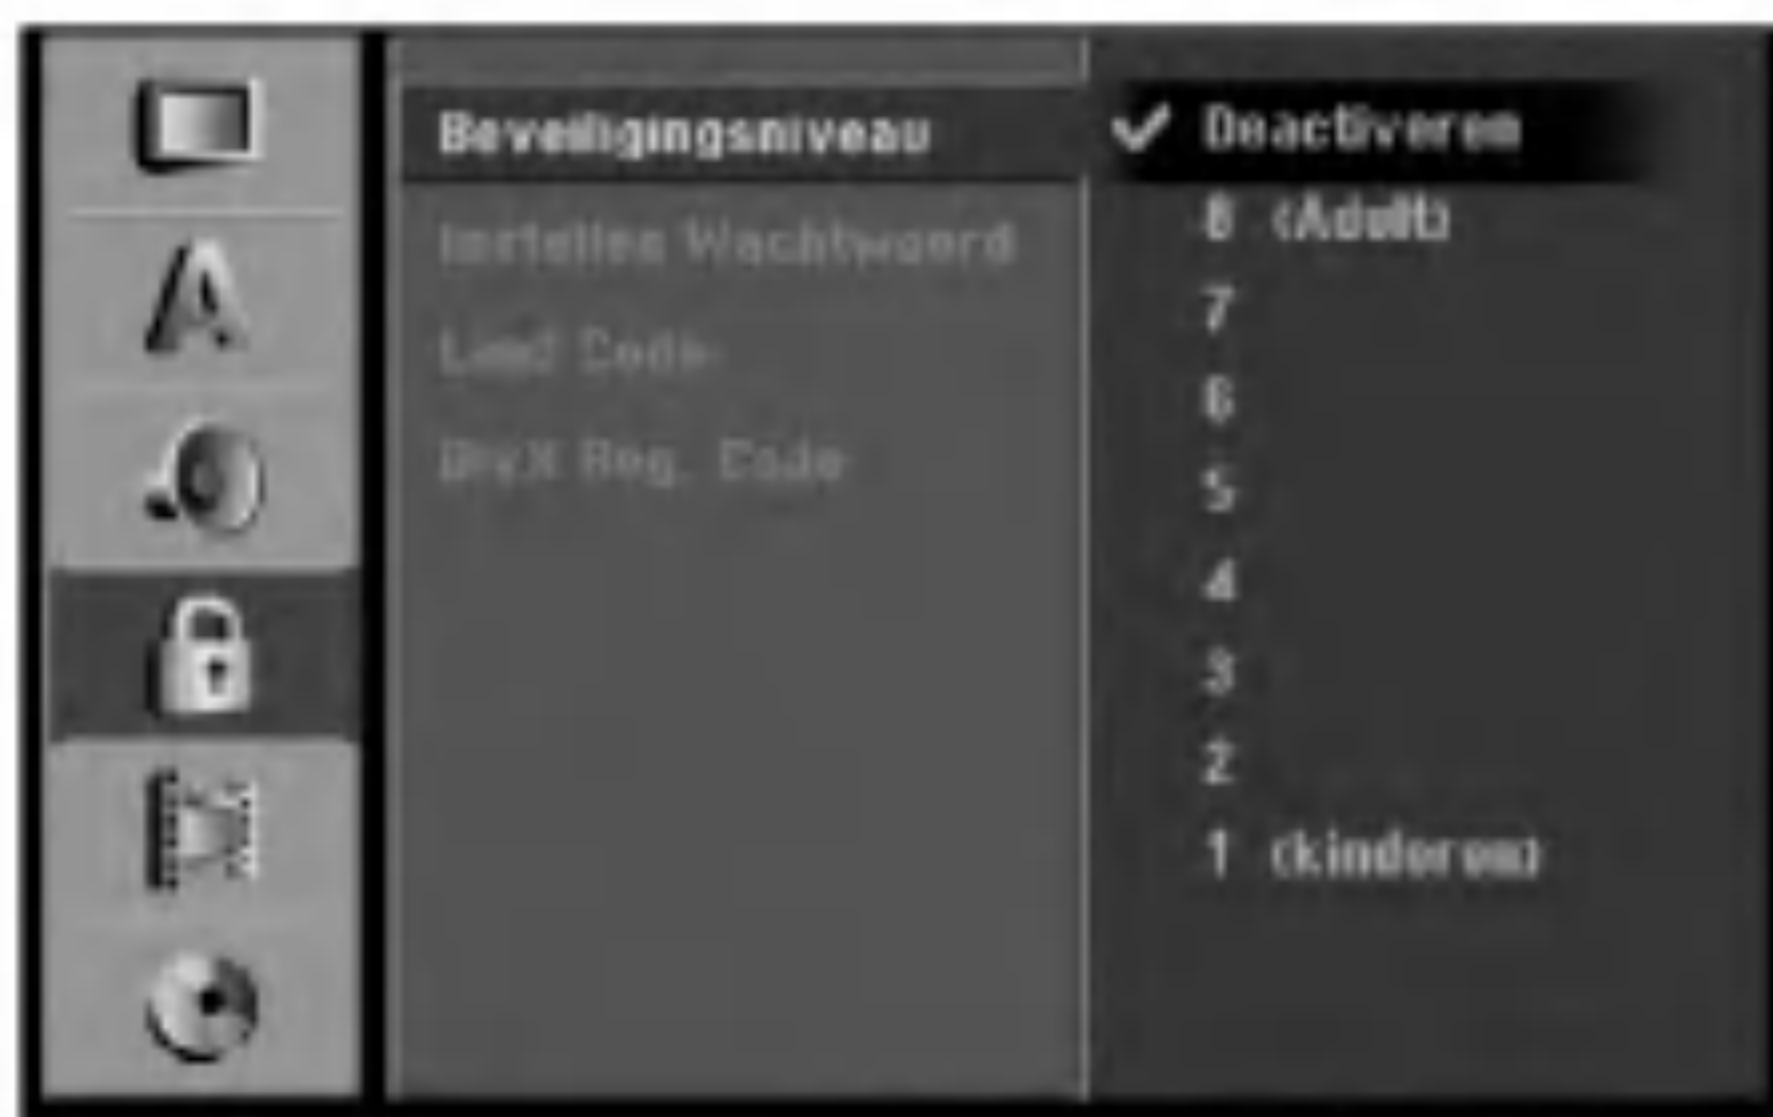 Beveiligingsniveau
Instellen Wachtwoord
Land Code
DivX Reg. Code
✓ Deactiveren
8 (Adult)
7
6
5
4
3
2
1 (kinderen)